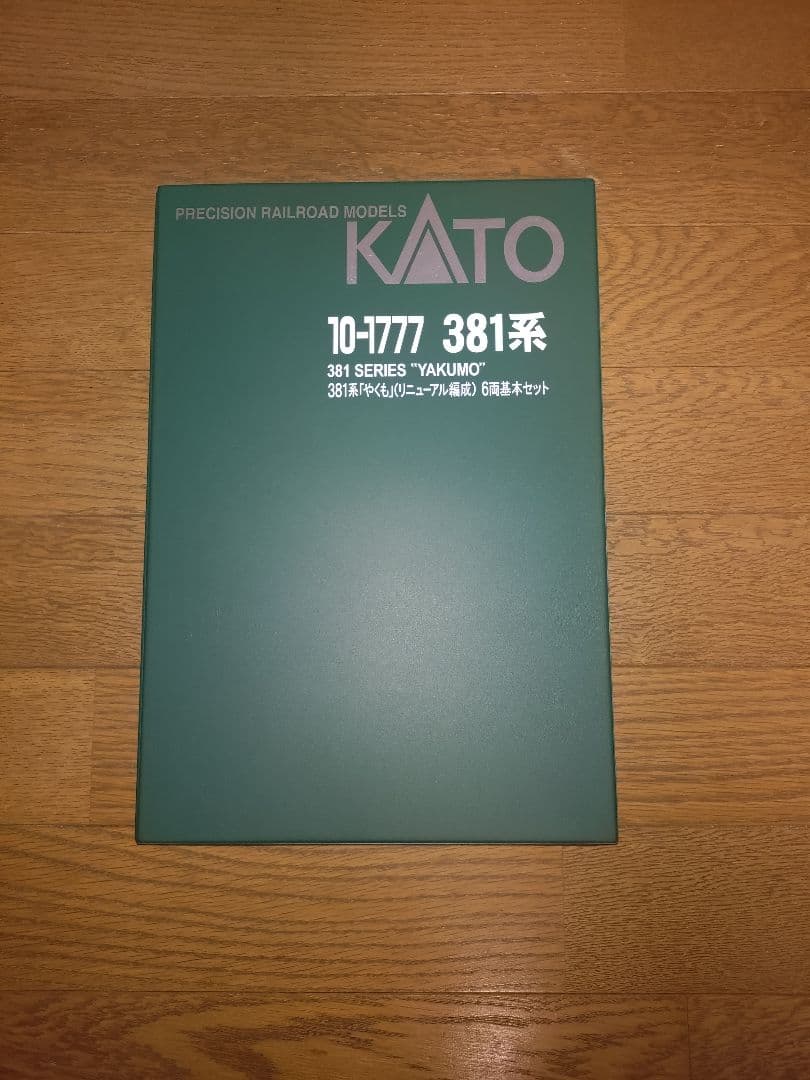 PRECISION RAILROAD MODELS
KATO
10-1777 381系
381 SERIES "YAKUMO"
381系「やくも」(リニューアル編成) 6両基本セット